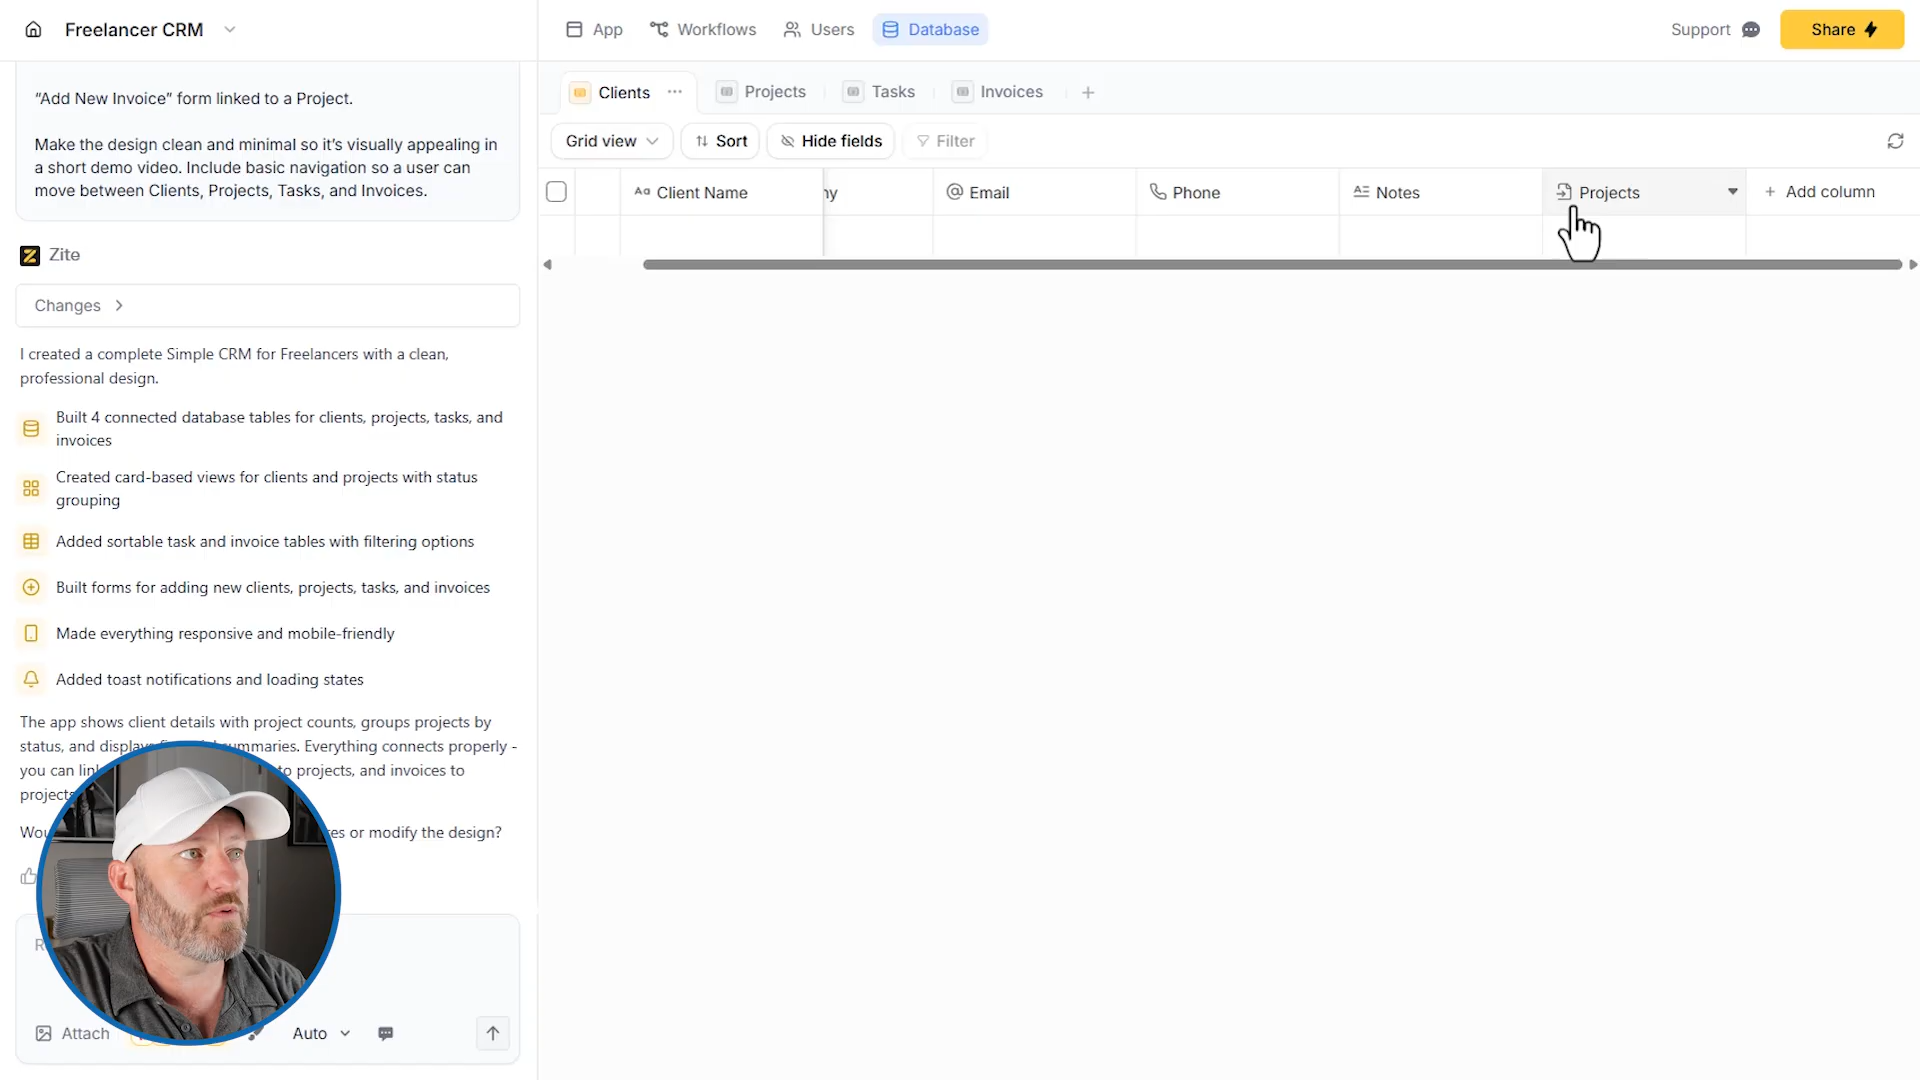 Freelancer CRM
App
Workflows
Users
Database
Support
Share
"Add New Invoice" form linked to a Project.
Make the design clean and minimal so it's visually appealing in
a short demo video. Include basic navigation so a user can
move between Clients, Projects, Tasks, and Invoices.
Zite
Changes
I created a complete Simple CRM for Freelancers with a clean,
professional design.
Built 4 connected database tables for clients, projects, tasks, and
invoices
Created card-based views for clients and projects with status
grouping
Added sortable task and invoice tables with filtering options
Built forms for adding new clients, projects, tasks, and invoices
Made everything responsive and mobile-friendly
Added toast notifications and loading states
The app shows client details with project counts, groups projects by
status, and displays summaries. Everything connects properly -
you can to projects, and invoices to
projects
or modify the design?
Attach
Auto
Clients
Projects
Tasks
Invoices
Grid view
Sort
Hide fields
Filter
Client Name
Email
Phone
Notes
Projects
Add column